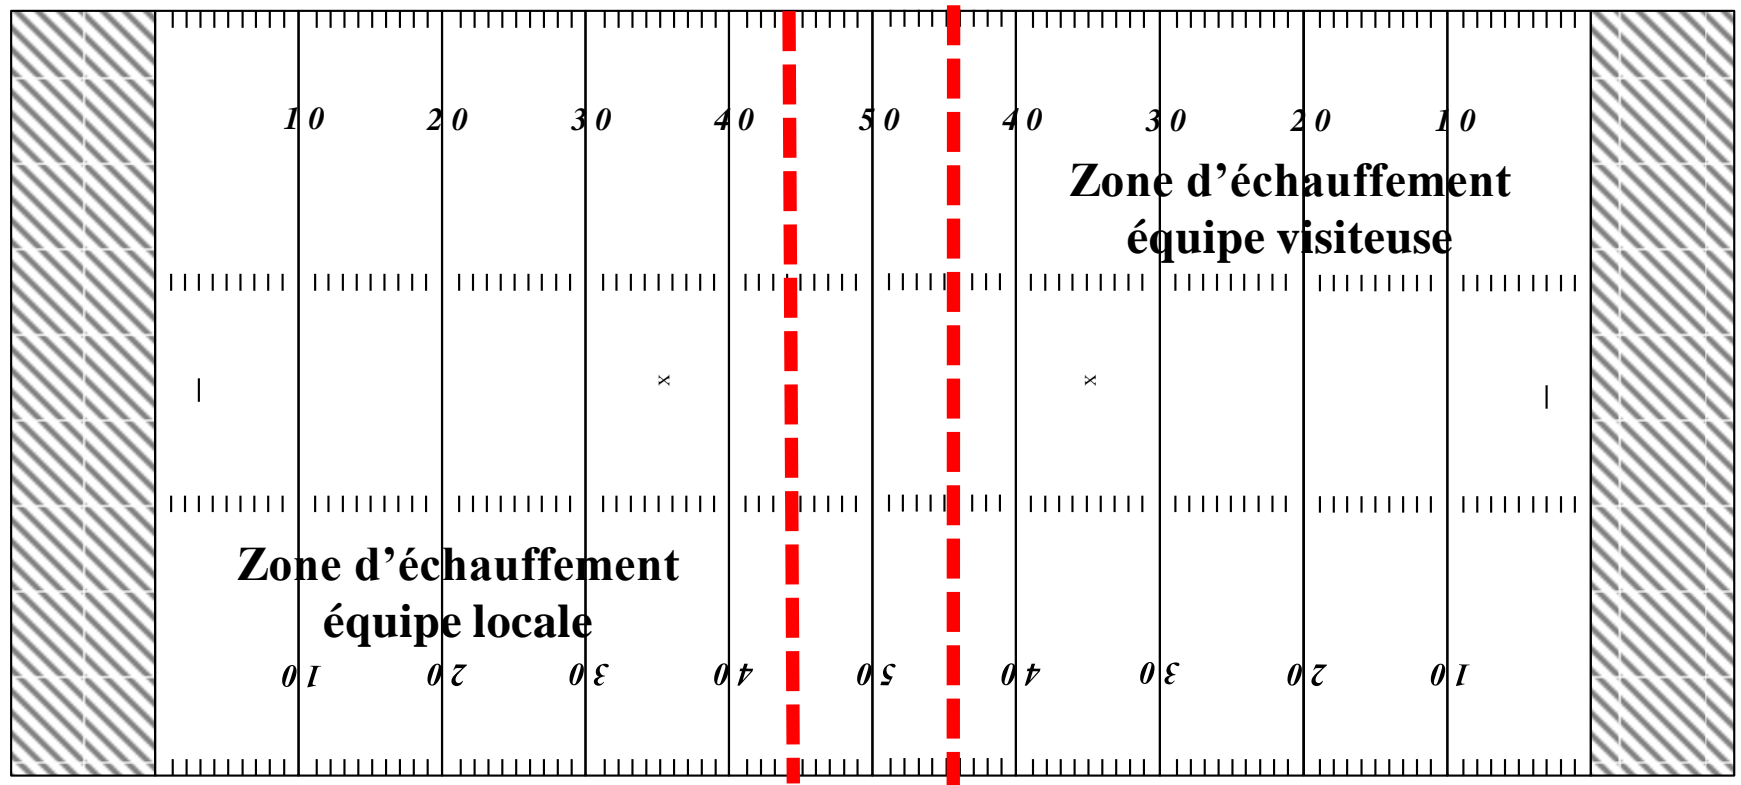 10 20 30 40 50 40 30 20 10
Zone d’échauffement
équipe visiteuse
x x
Zone d’échauffement
équipe locale
10 20 30 40 50 40 30 20 10